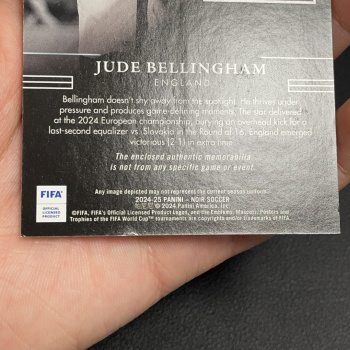 JUDE BELLINGHAM
ENGLAND
Bellingham doesn't shy away from the spotlight. He thrives under
pressure and produces game-defining moments. The star delivered
at the 2024 European championship, burying an overhead kick for a
last-second equalizer vs. Slovakia in the Round of 16. England emerged
victorious (2-1) in extra time.
The enclosed authentic memorabilia
is not from any specific game or event.
Any image depicted may not represent the current season uniform.
2024-25 PANINI – NOIR SOCCER
© 2024 Panini America, Inc.
©FIFA, FIFA's Official Licensed Product Logos, and the Emblems, Mascots, Posters and
Trophies of the FIFA World Cup™ tournaments are copyrights and/or trademarks of FIFA.
FIFA
OFFICIAL
LICENSED
PRODUCT